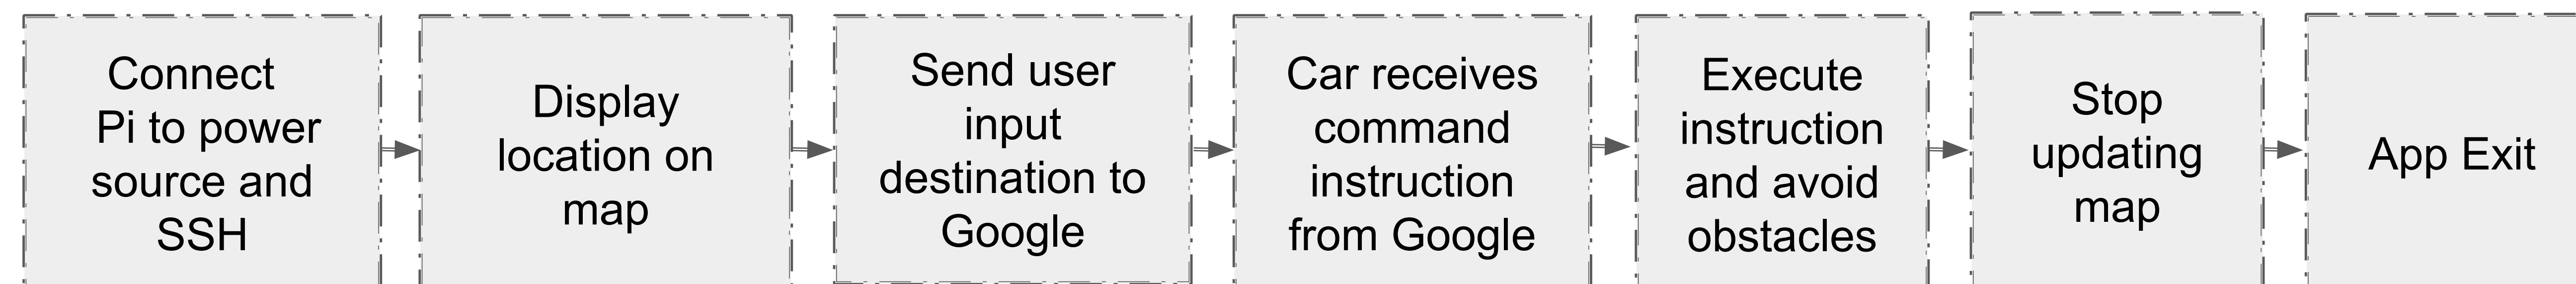 Connect
Pi to power
source and
SSH
Display
location on
map
Send user
input
destination to
Google
Car receives
command
instruction
from Google
Execute
instruction
and avoid
obstacles
Stop
updating
map
App Exit